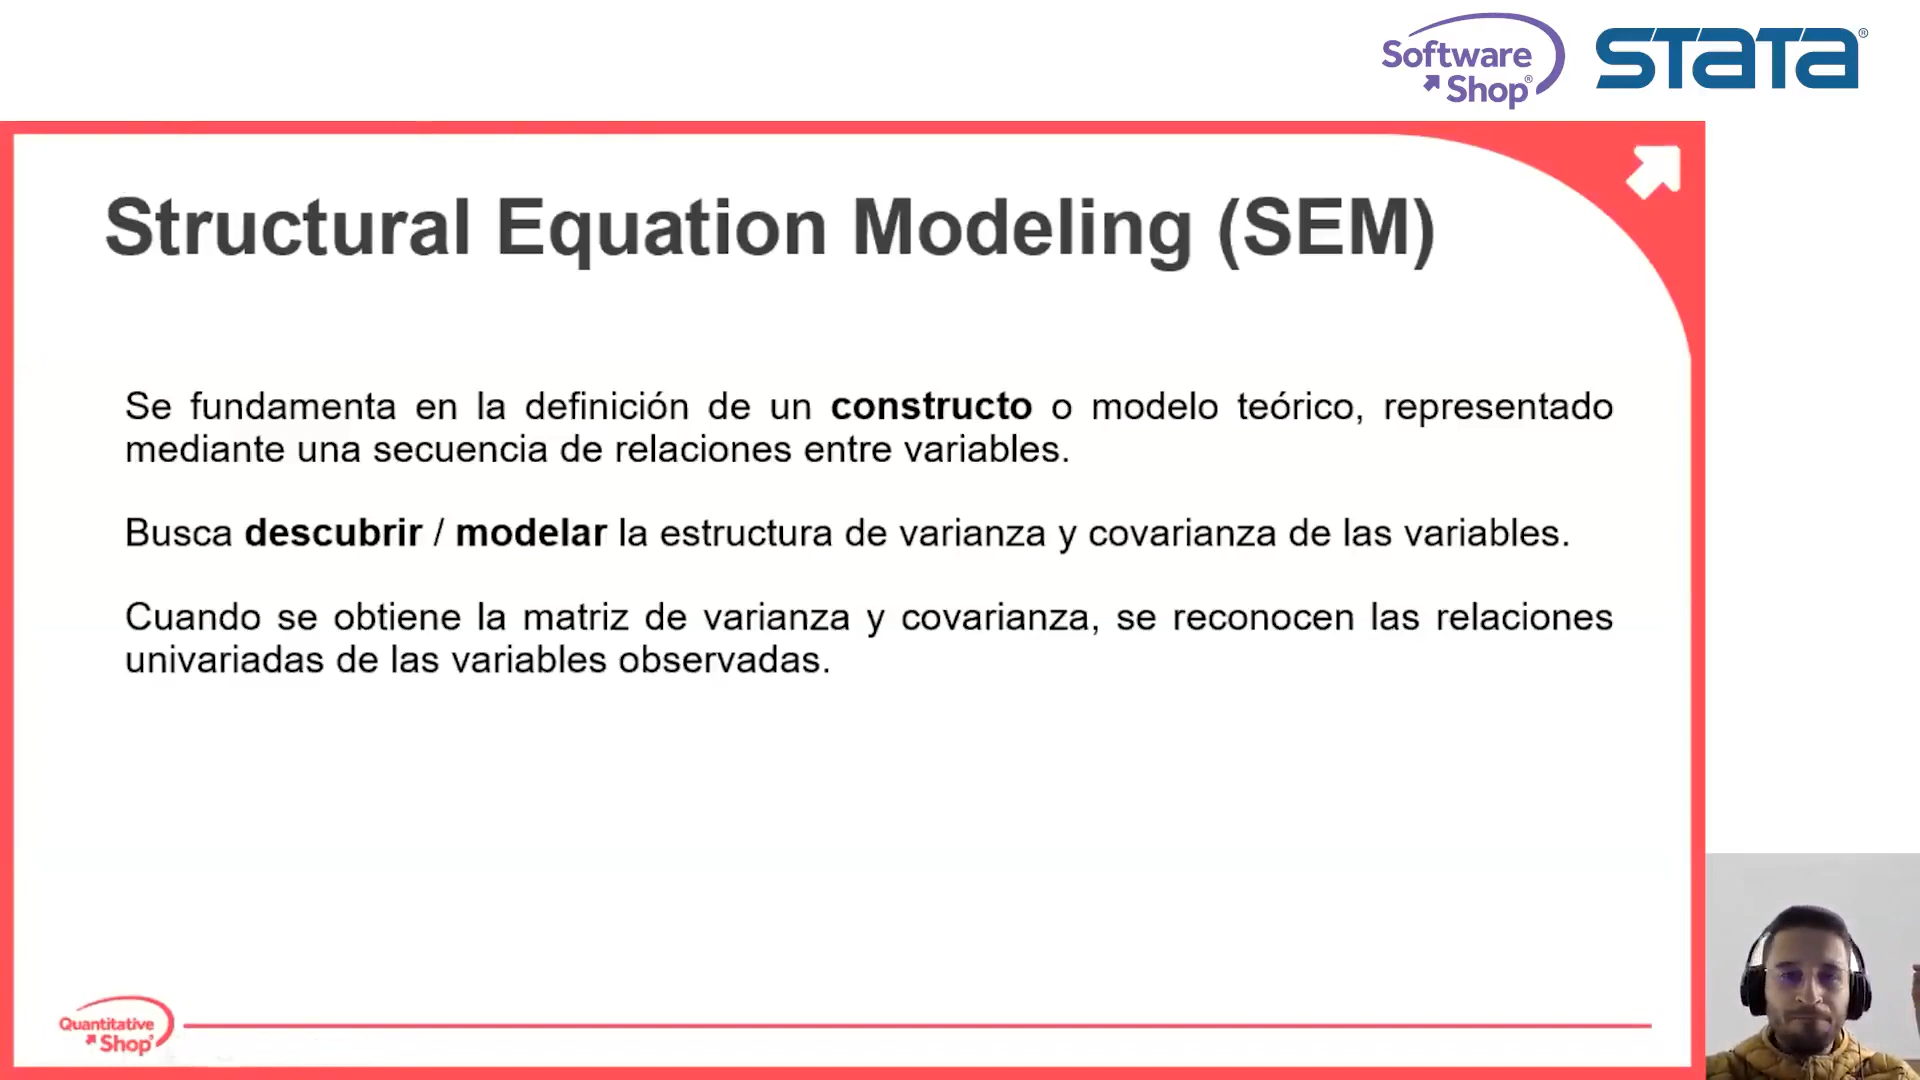 Software
Shop®
STATA®
Structural Equation Modeling (SEM)
Se fundamenta en la definición de un constructo o modelo teórico, representado
mediante una secuencia de relaciones entre variables.
Busca descubrir / modelar la estructura de varianza y covarianza de las variables.
Cuando se obtiene la matriz de varianza y covarianza, se reconocen las relaciones
univariadas de las variables observadas.
Quantitative
Shop